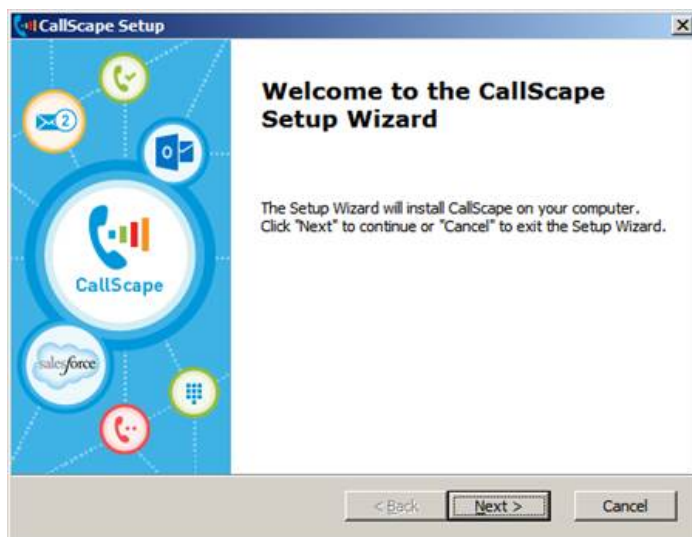 CallScape Setup
Welcome to the CallScape
Setup Wizard
The Setup Wizard will install CallScape on your computer.
Click "Next" to continue or "Cancel" to exit the Setup Wizard.
2
O
CallScape
salesforce
< Back
Next >
Cancel